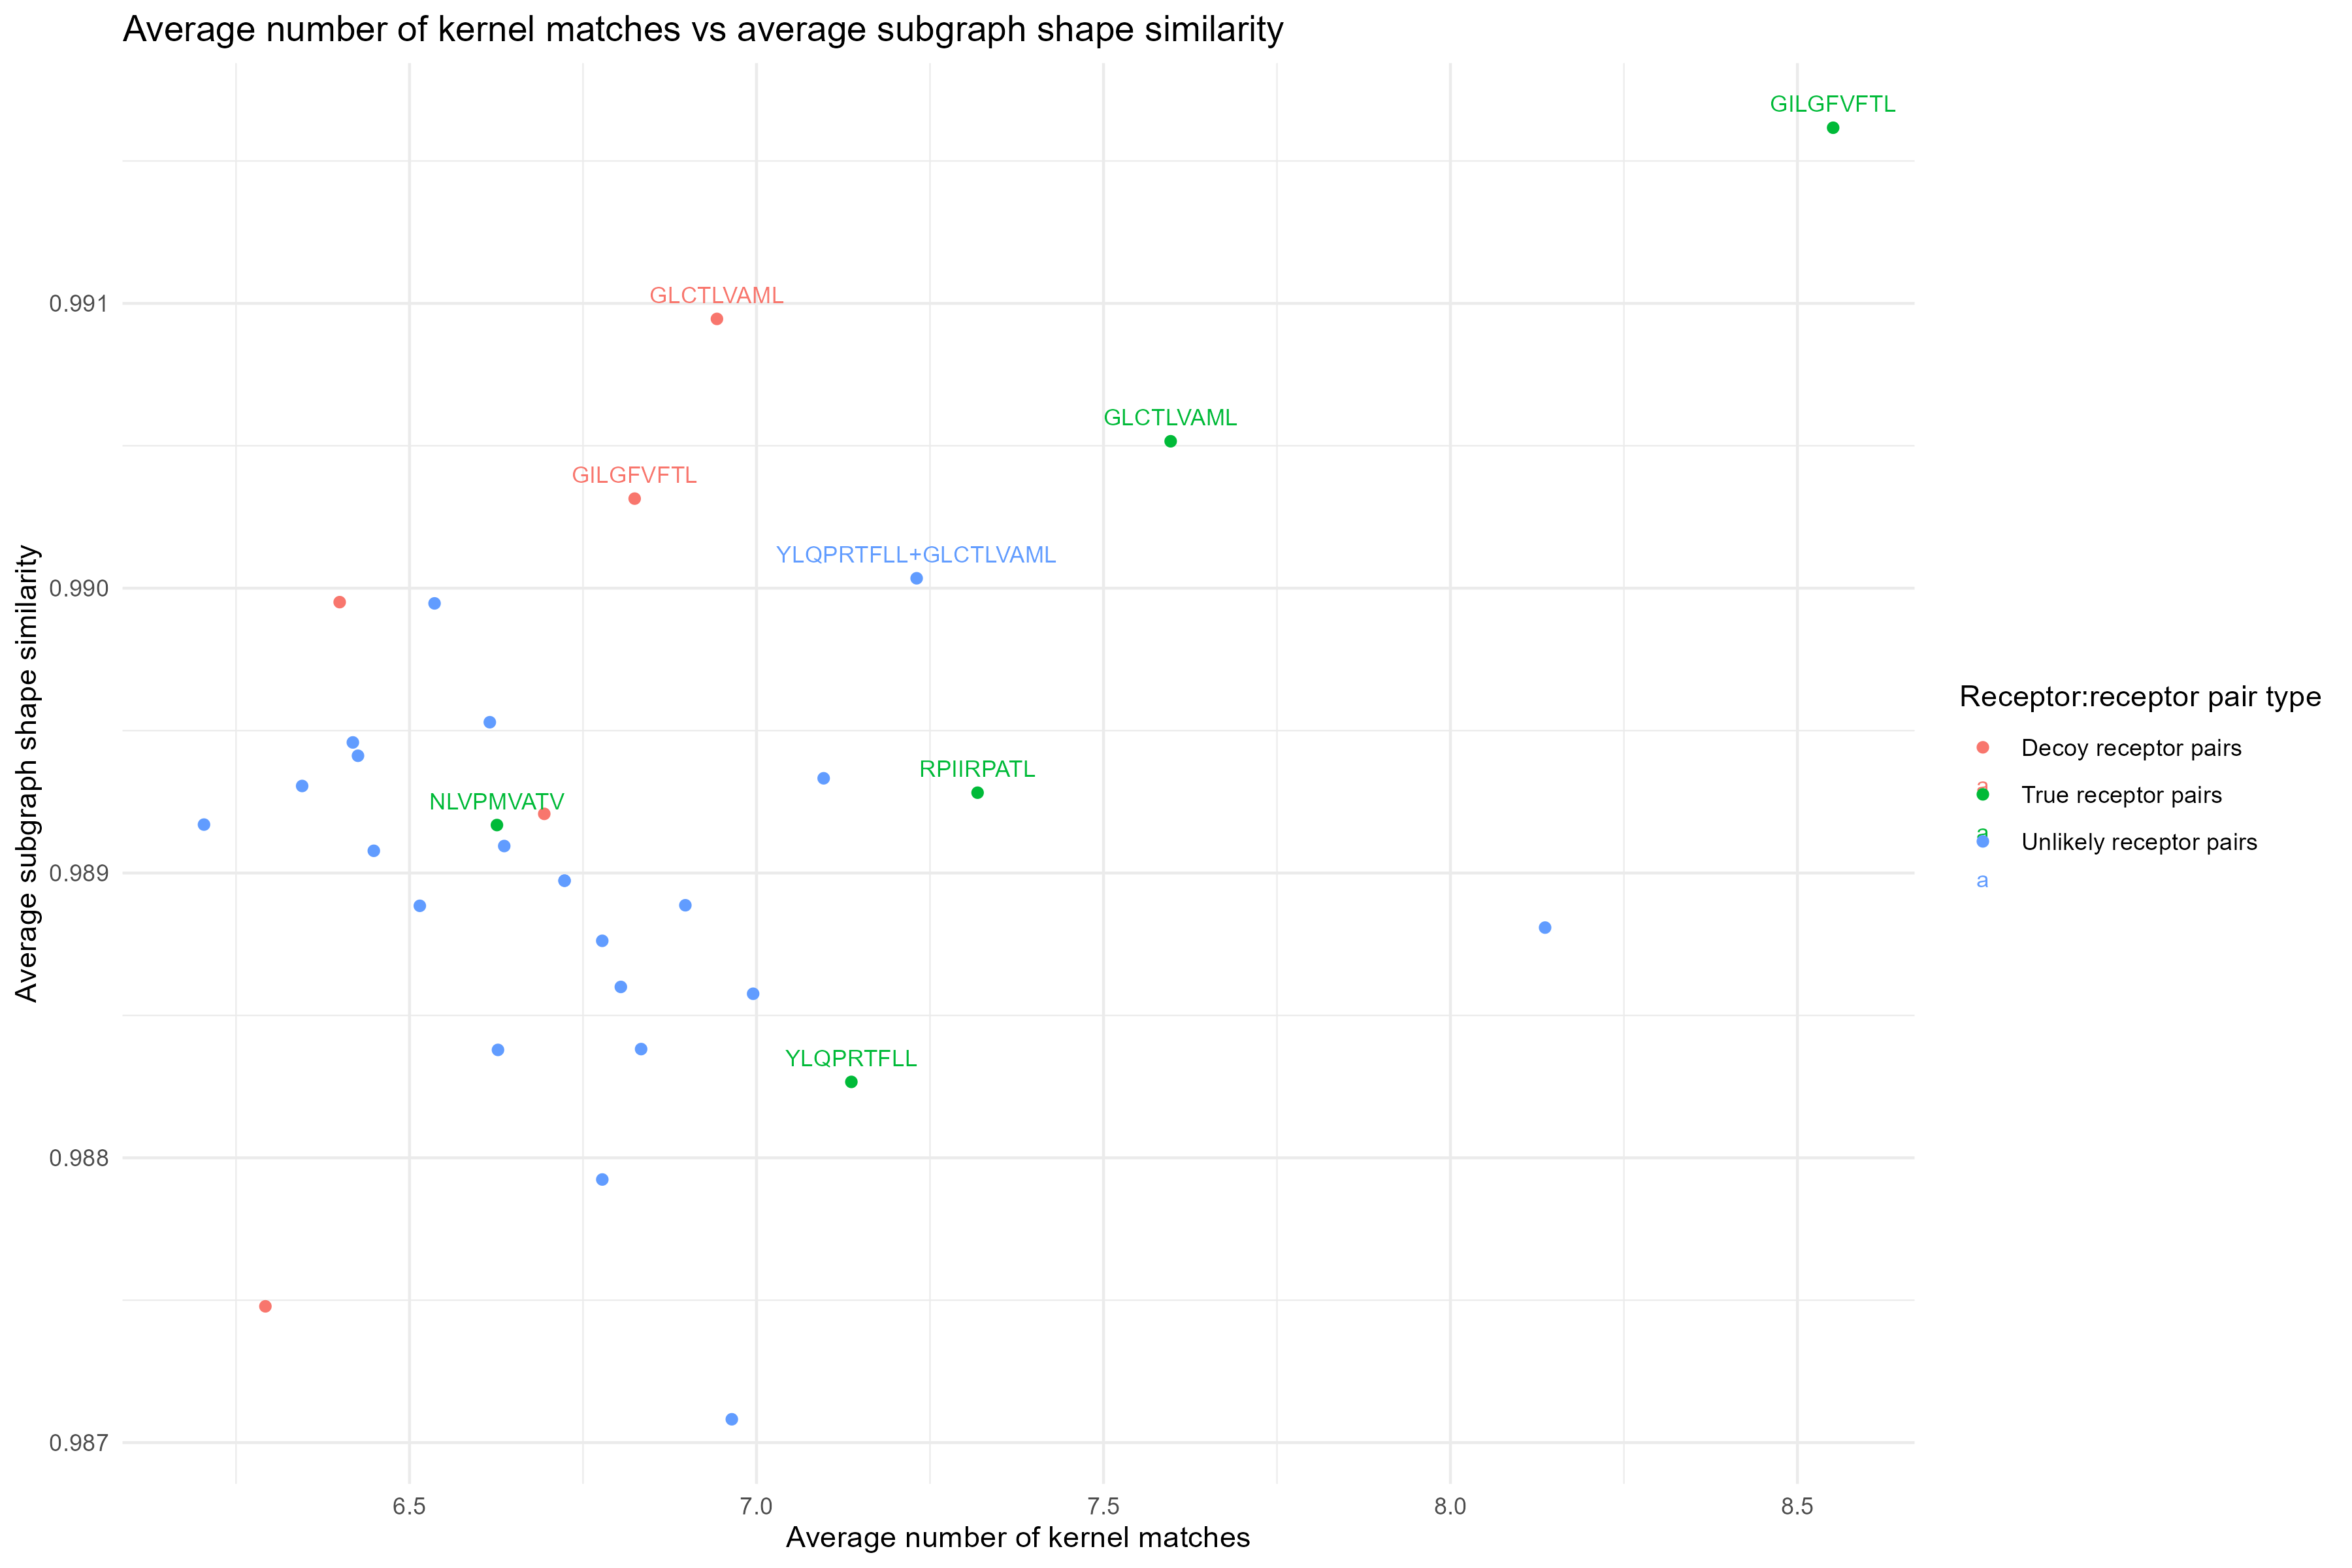 Average number of kernel matches vs average subgraph shape similarity
GILGFVFTL
GLCTLVAML
GLCTLVAML
GILGFVFTL
YLQPRTFLL+GLCTLVAML
RPIIRPATL
NLVPMVATV
YLQPRTFLL
0.991
0.990
0.989
0.988
0.987
Average subgraph shape similarity
6.5 7.0 7.5 8.0 8.5
Average number of kernel matches
Receptor:receptor pair type
Decoy receptor pairs
a
True receptor pairs
a
Unlikely receptor pairs
a